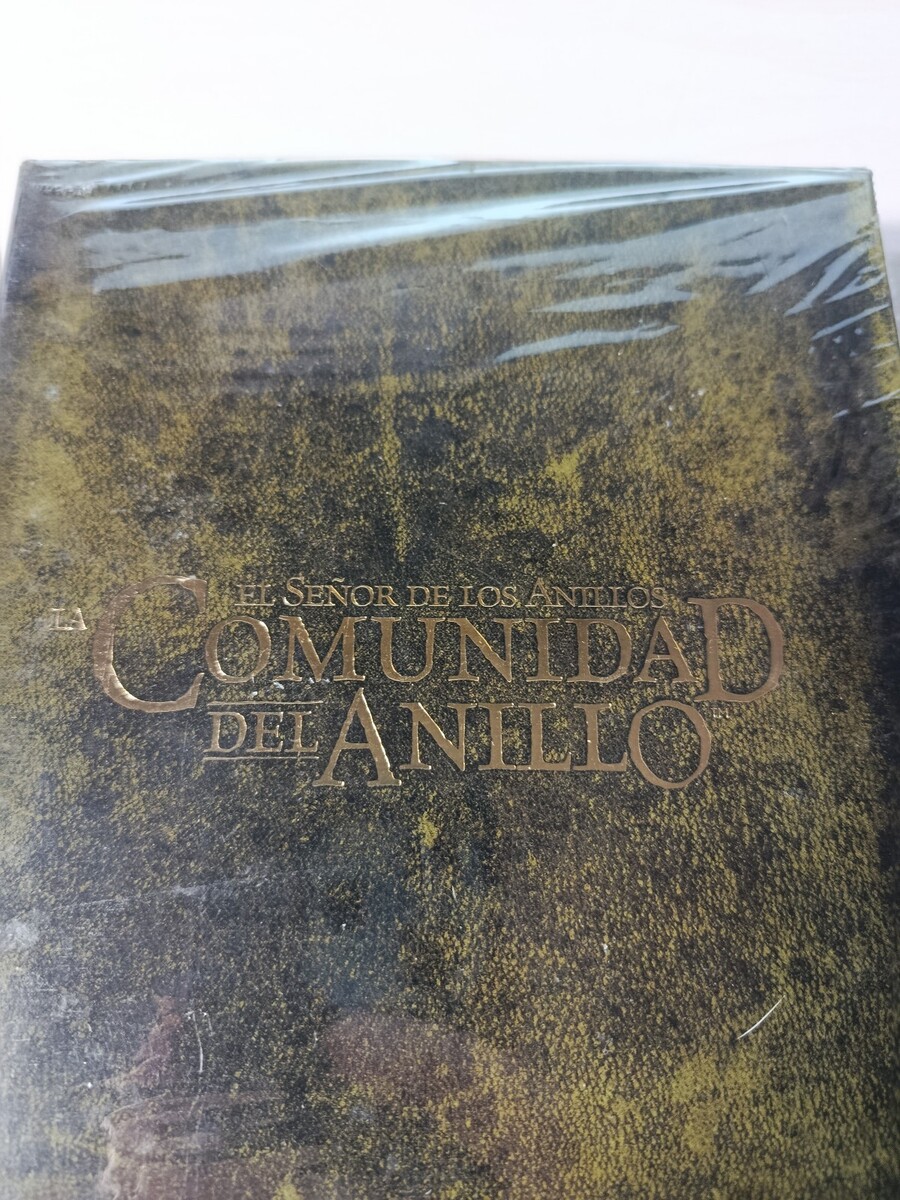 EL SEÑOR DE LOS ANILLOS
LA COMUNIDAD
DEL ANILLO